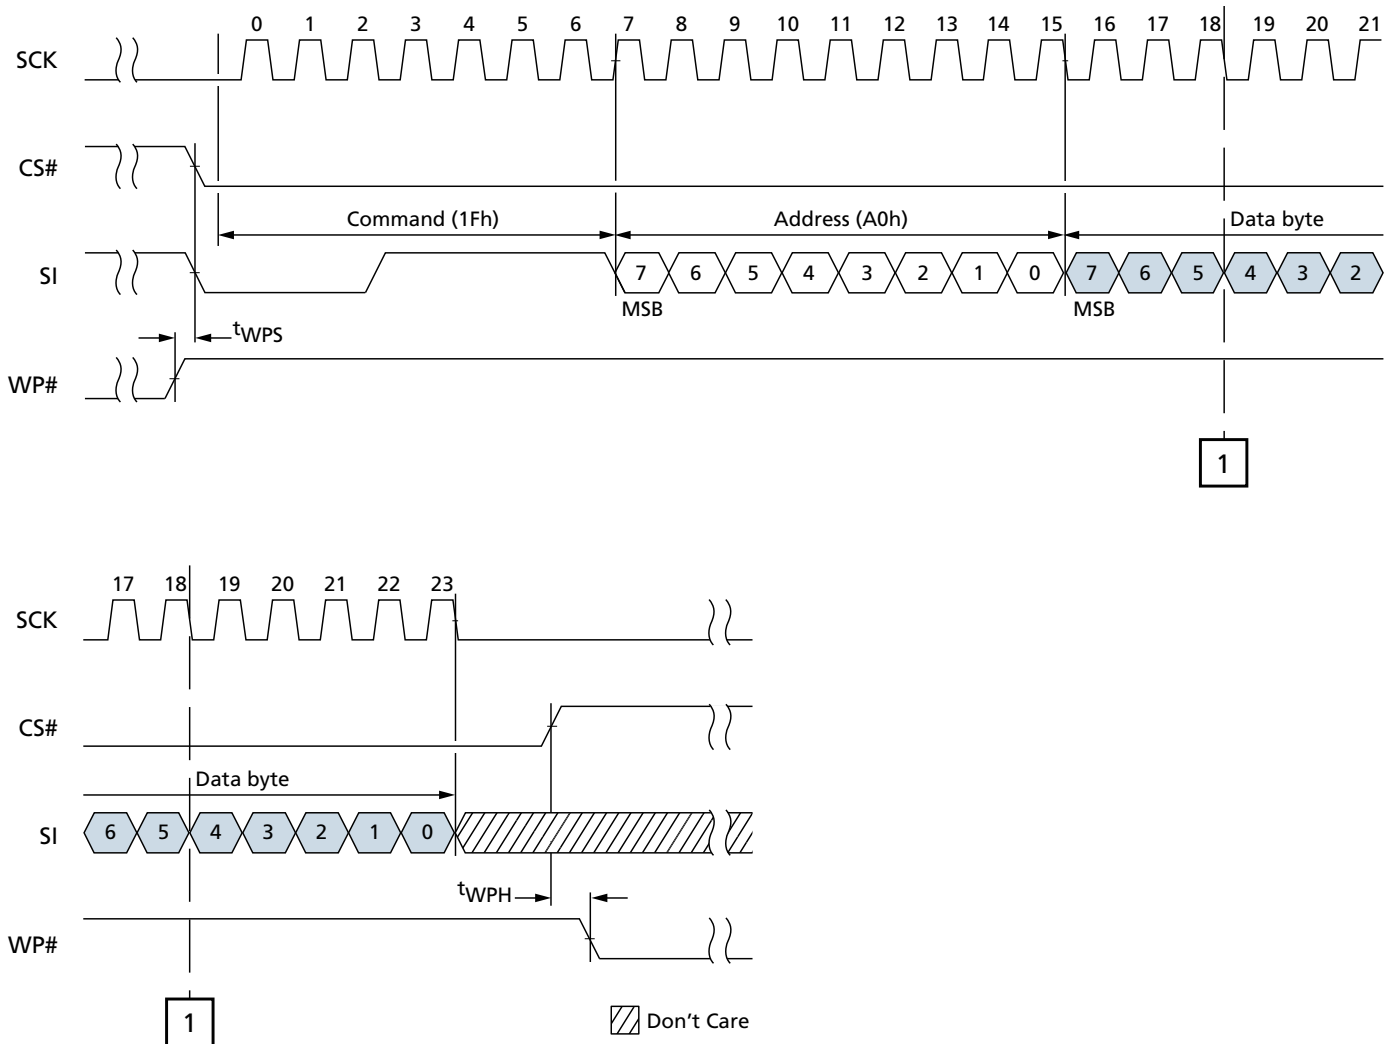 0 1 2 3 4 5 6 7 8 9 10 11 12 13 14 15 16 17 18 19 20 21
SCK
CS#
Command (1Fh) Address (A0h) Data byte
SI 7 6 5 4 3 2 1 0 7 6 5 4 3 2
MSB MSB
tWPS
WP#
1
17 18 19 20 21 22 23
SCK
CS#
Data byte
SI 6 5 4 3 2 1 0
tWPH
WP#
1 Don't Care